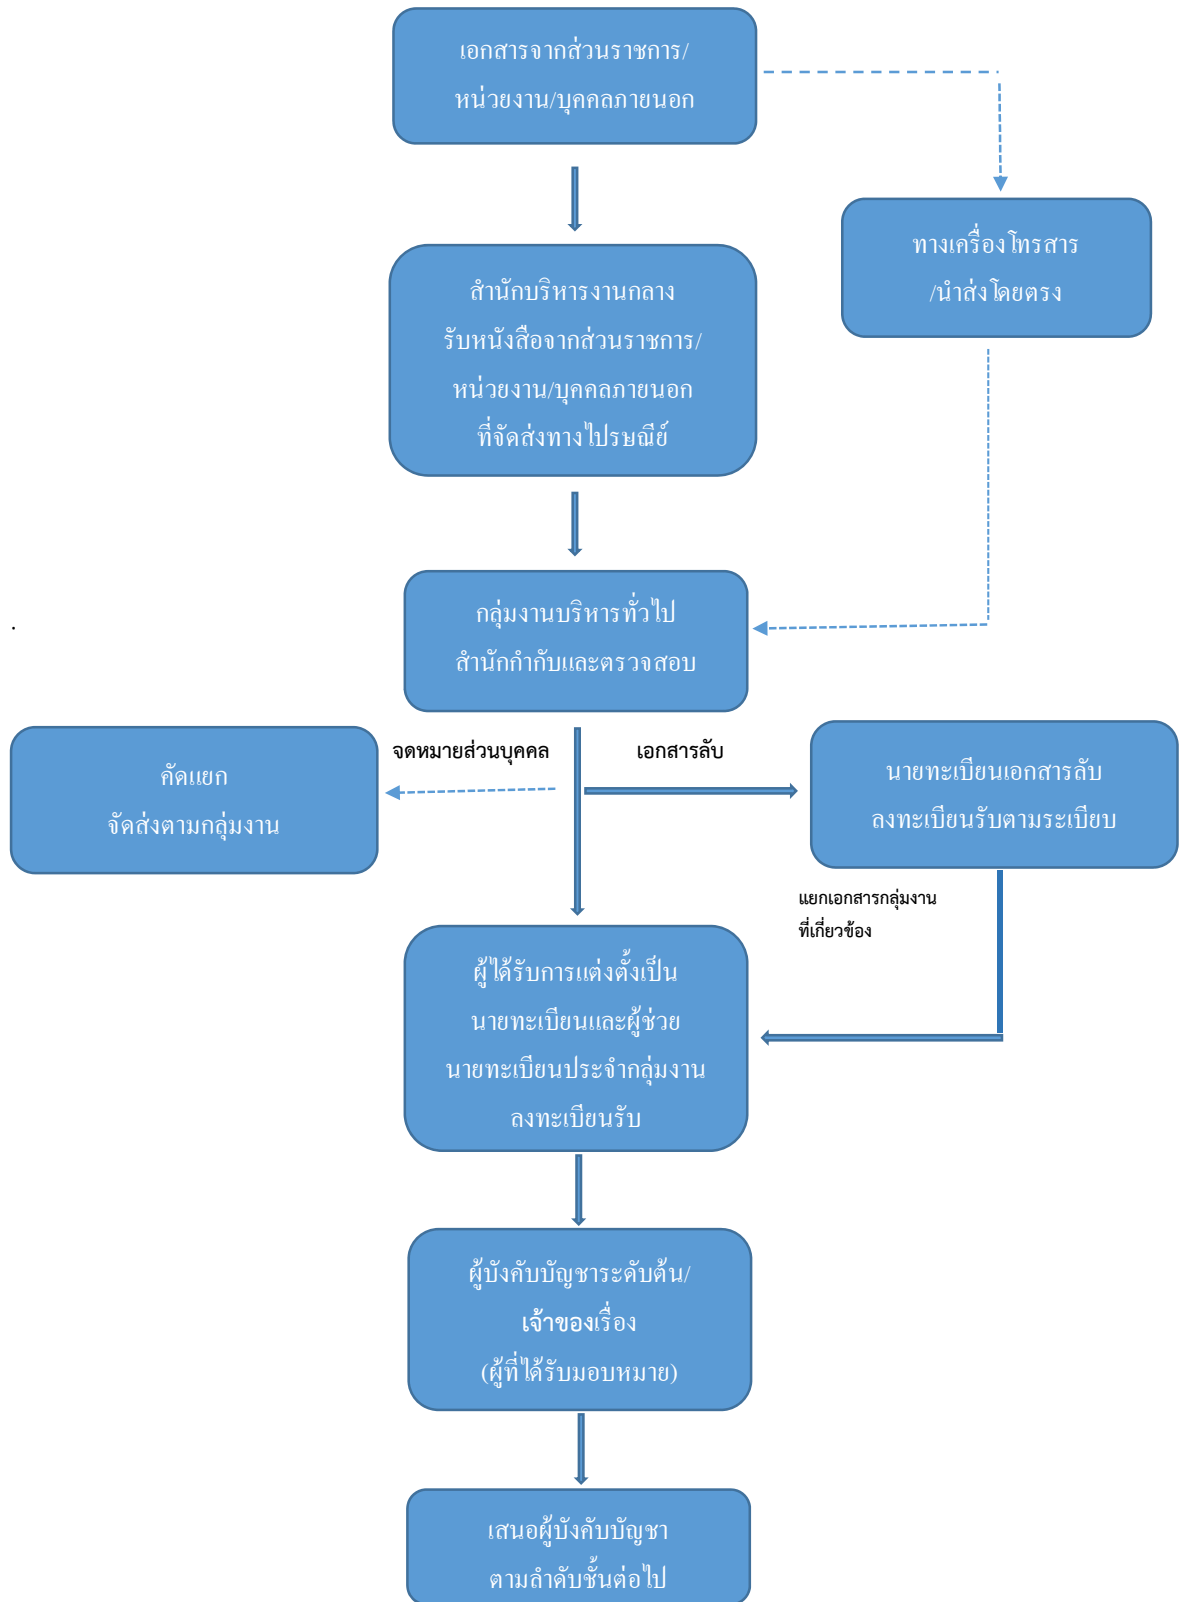 เอกสารจากส่วนราชการ/
หน่วยงาน/บุคคลภายนอก
ทางเครื่องโทรสาร
/นำส่งโดยตรง
สำนักบริหารงานกลาง
รับหนังสือจากส่วนราชการ/
หน่วยงาน/บุคคลภายนอก
ที่จัดส่งทางไปรษณีย์
กลุ่มงานบริหารทั่วไป
สำนักกำกับและตรวจสอบ
.
จดหมายส่วนบุคคล
เอกสารลับ
คัดแยก
จัดส่งตามกลุ่มงาน
นายทะเบียนเอกสารลับ
ลงทะเบียนรับตามระเบียบ
แยกเอกสารกลุ่มงาน
ที่เกี่ยวข้อง
ผู้ได้รับการแต่งตั้งเป็น
นายทะเบียนและผู้ช่วย
นายทะเบียนประจำกลุ่มงาน
ลงทะเบียนรับ
ผู้บังคับบัญชาระดับต้น/
เจ้าของเรื่อง
(ผู้ที่ได้รับมอบหมาย)
เสนอผู้บังคับบัญชา
ตามลำดับชั้นต่อไป